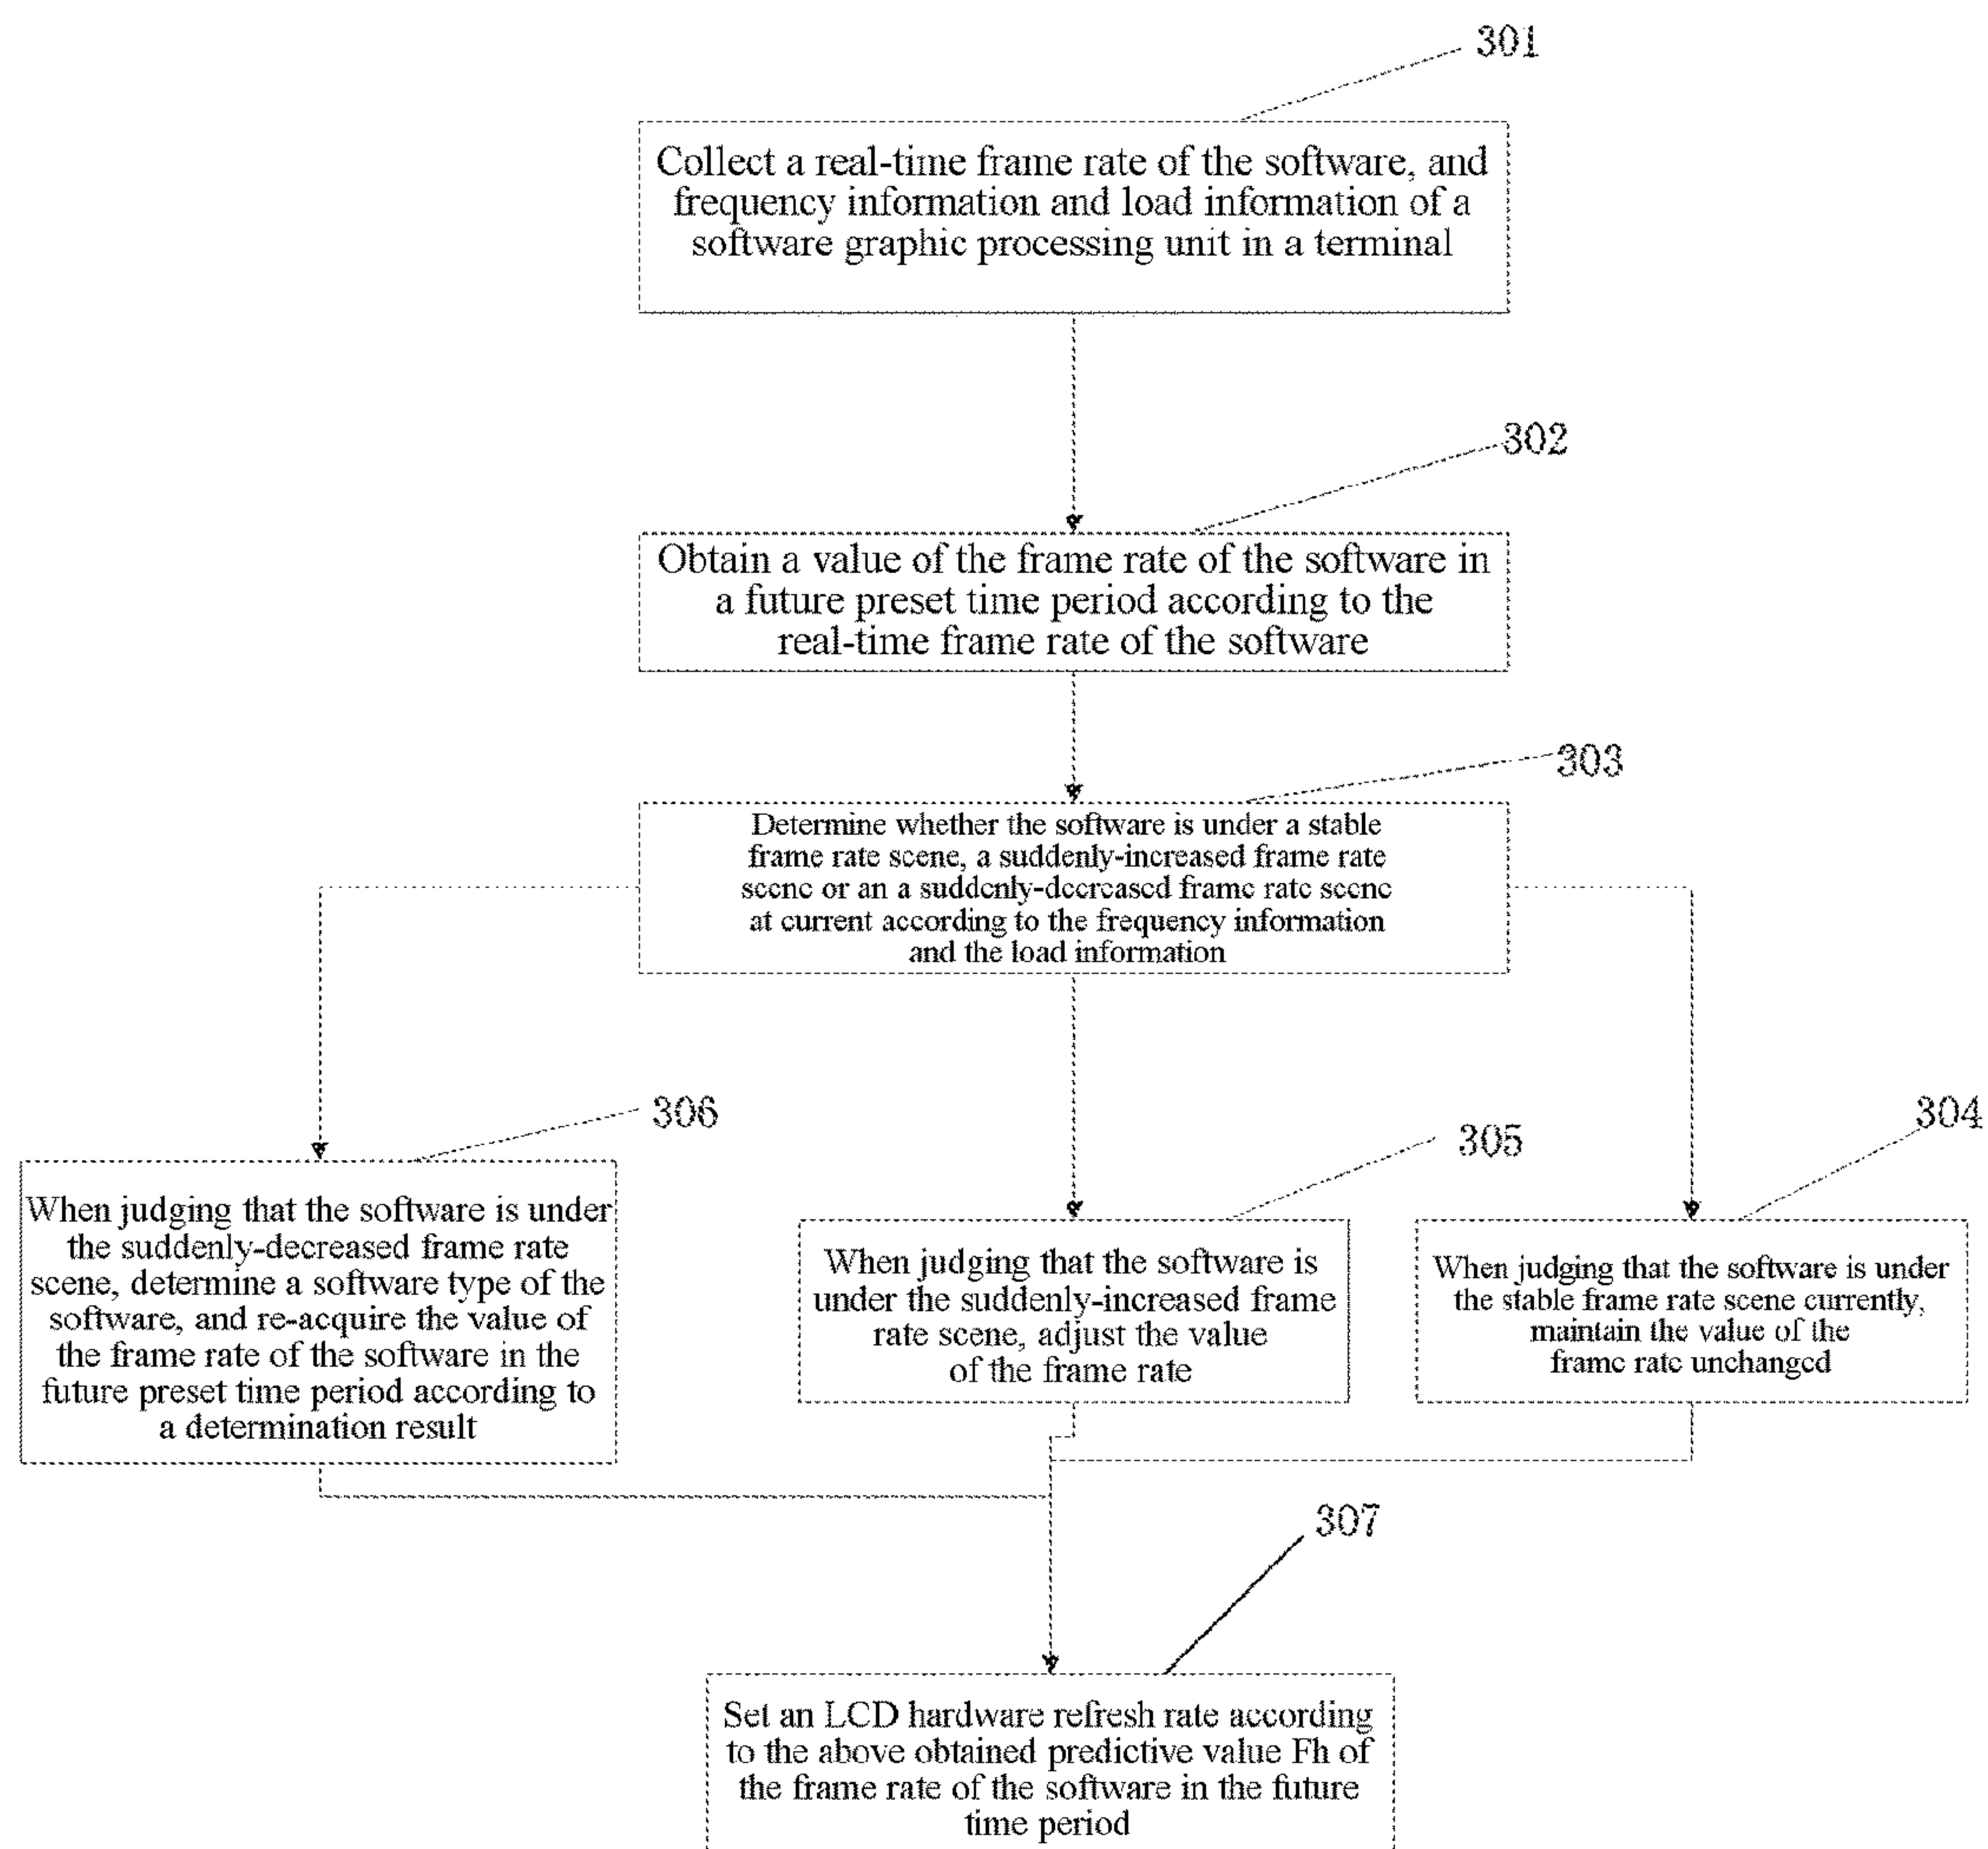 301
Collect a real-time frame rate of the software, and
frequency information and load information of a
software graphic processing unit in a terminal
302
Obtain a value of the frame rate of the software in
a future preset time period according to the
real-time frame rate of the software
303
Determine whether the software is under a stable
frame rate scene, a suddenly-increased frame rate
scene or an a suddenly-decreased frame rate scene
at current according to the frequency information
and the load information
306
When judging that the software is under
the suddenly-decreased frame rate
scene, determine a software type of the
software, and re-acquire the value of
the frame rate of the software in the
future preset time period according to
a determination result
305
When judging that the software is
under the suddenly-increased frame
rate scene, adjust the value
of the frame rate
304
When judging that the software is under
the stable frame rate scene currently,
maintain the value of the
frame rate unchanged
307
Set an LCD hardware refresh rate according
to the above obtained predictive value Fh of
the frame rate of the software in the future
time period